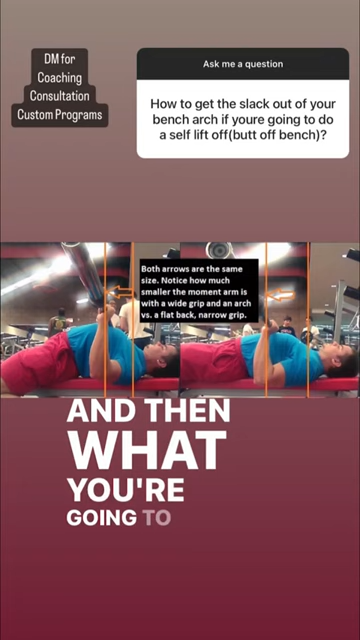 DM for
Coaching
Consultation
Custom Programs
Ask me a question
How to get the slack out of your
bench arch if youre going to do
a self lift off(butt off bench)?
Both arrows are the same
size. Notice how much
smaller the moment arm is
with a wide grip and an arch
vs. a flat back, narrow grip.
AND THEN
WHAT
YOU'RE
GOING TO